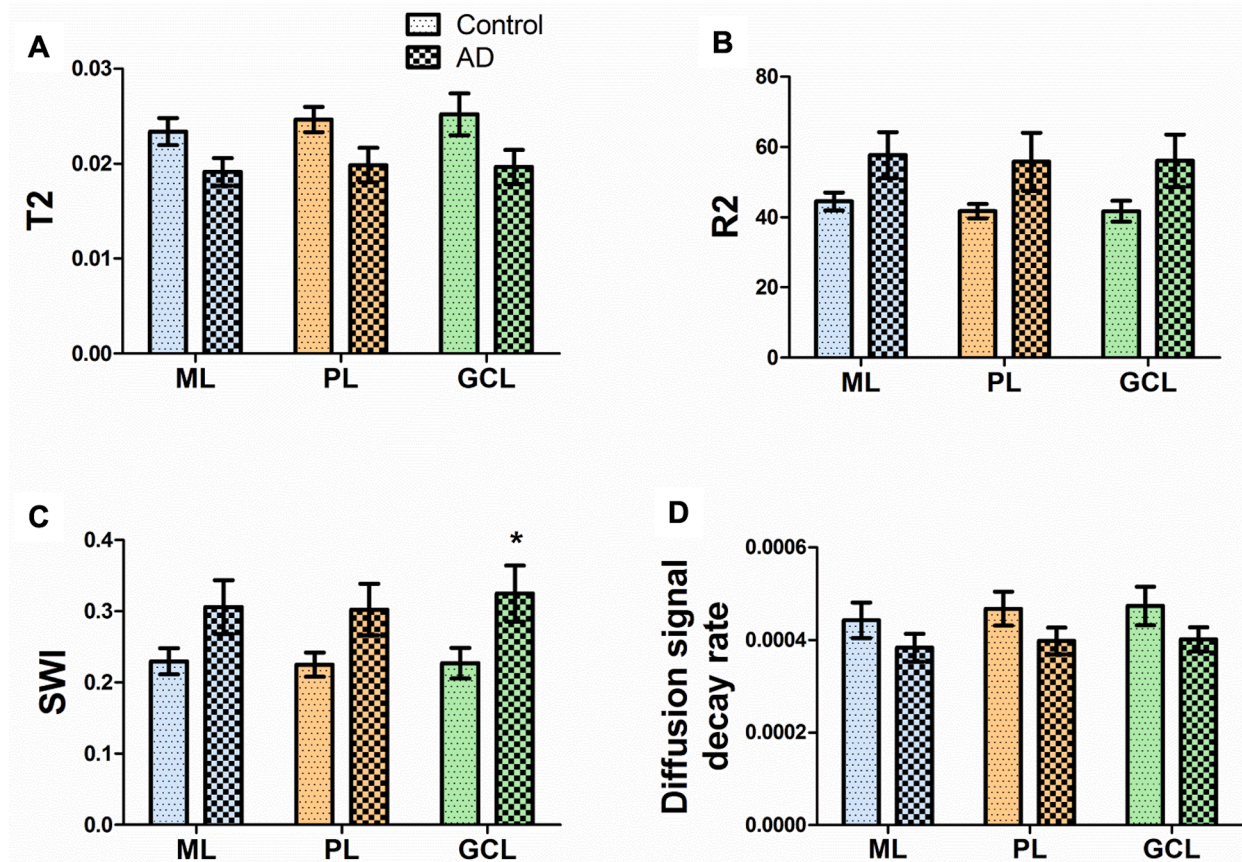 A
Control
AD
T2
0.03
0.02
0.01
0.00
ML PL GCL
B
R2
80
60
40
20
0
ML PL GCL
C
SWI
0.4
0.3
0.2
0.1
0.0
*
ML PL GCL
D
Diffusion signal
decay rate
0.0006
0.0004
0.0002
0.0000
ML PL GCL